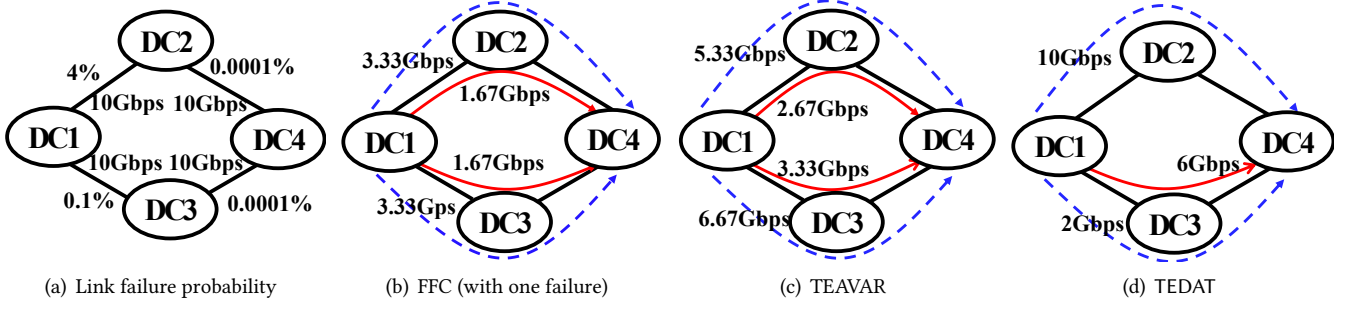 DC2
4%
0.0001%
10Gbps 10Gbps
DC1
DC4
10Gbps 10Gbps
0.1%
DC3
0.0001%
(a) Link failure probability
DC2
3.33Gbps
1.67Gbps
DC1
DC4
1.67Gbps
3.33Gps
DC3
(b) FFC (with one failure)
DC2
5.33Gbps
2.67Gbps
DC1
DC4
3.33Gbps
6.67Gbps
DC3
(c) TEAVAR
DC2
10Gbps
DC1
DC4
6Gbps
2Gbps
DC3
(d) TEDAT